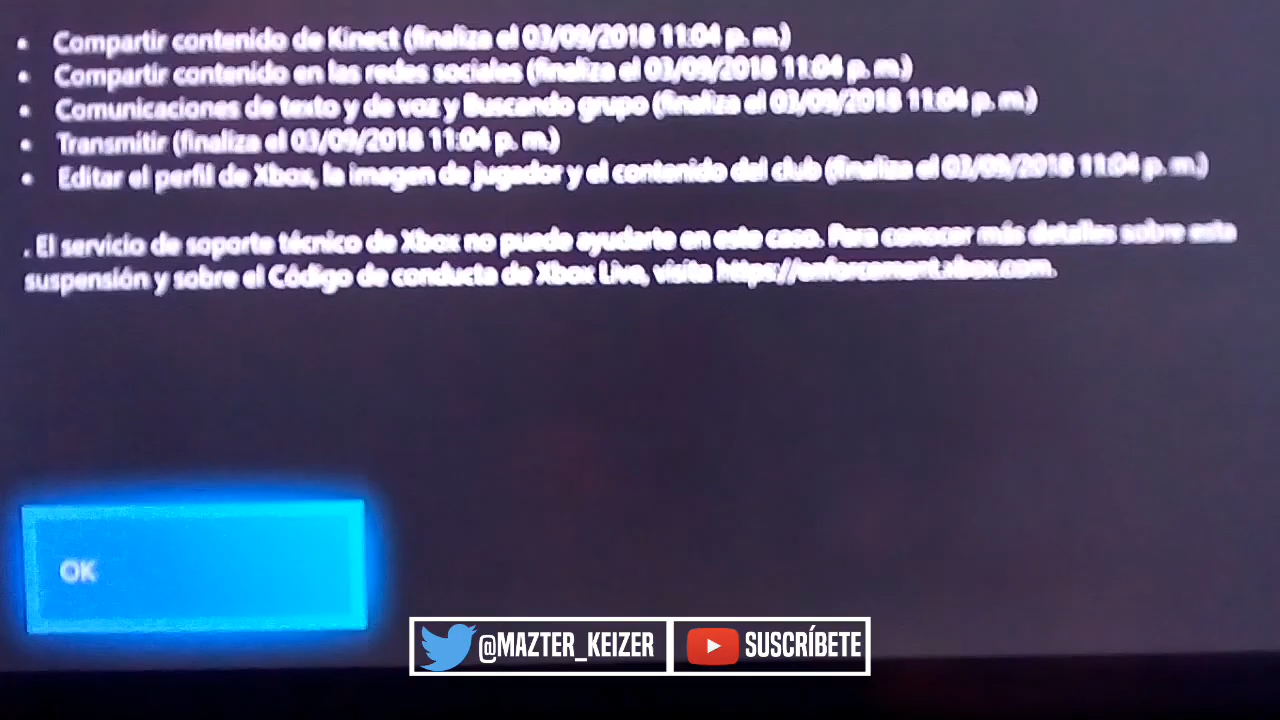 • Compartir contenido de Kinect (finaliza el 03/09/2018 11:04 p. m.)
• Compartir contenido en las redes sociales (finaliza el 03/09/2018 11:04 p. m.)
• Comunicaciones de texto y de voz y Buscando grupo (finaliza el 03/09/2018 11:04 p. m.)
• Transmitir (finaliza el 03/09/2018 11:04 p. m.)
• Editar el perfil de Xbox, la imagen de jugador y el contenido del club (finaliza el 03/09/2018 11:04 p. m.)
. El servicio de soporte técnico de Xbox no puede ayudarte en este caso. Para conocer más detalles sobre esta
suspensión y sobre el Código de conducta de Xbox Live, visita https://enforcement.xbox.com.
OK
@MAZTER_KEIZER SUSCRÍBETE